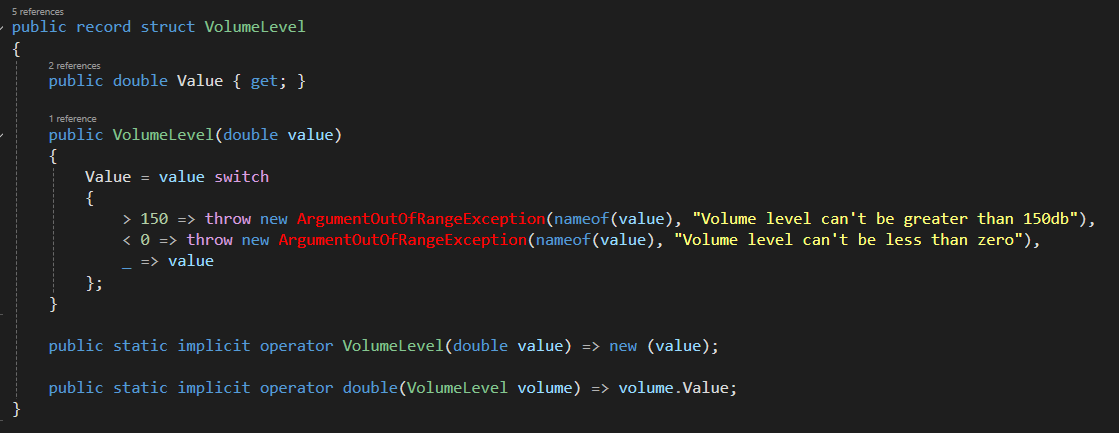 5 references
public record struct VolumeLevel
{
2 references
public double Value { get; }
1 reference
public VolumeLevel(double value)
{
Value = value switch
{
> 150 => throw new ArgumentOutOfRangeException(nameof(value), "Volume level can't be greater than 150db"),
< 0 => throw new ArgumentOutOfRangeException(nameof(value), "Volume level can't be less than zero"),
_ => value
};
}
public static implicit operator VolumeLevel(double value) => new (value);
public static implicit operator double(VolumeLevel volume) => volume.Value;
}